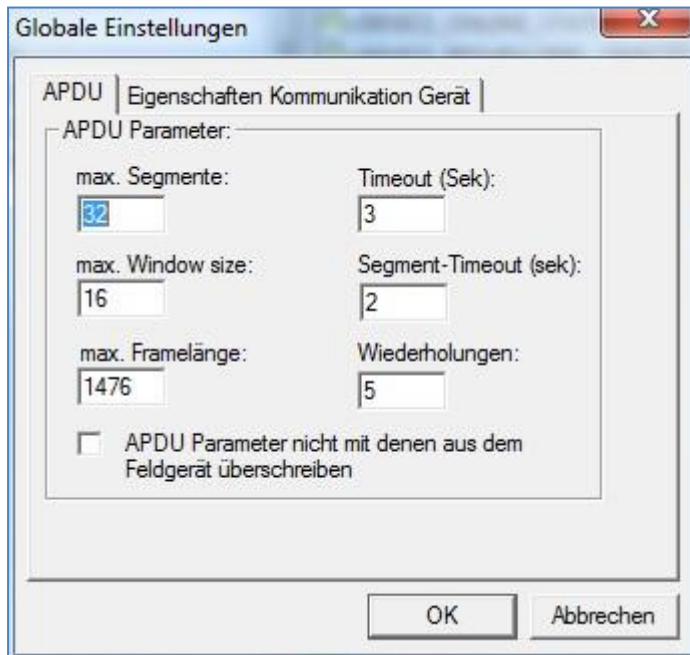 Globale Einstellungen
APDU
Eigenschaften Kommunikation Gerät
APDU Parameter:
max. Segmente:
Timeout (Sek):
32
3
max. Window size:
Segment-Timeout (sek):
16
2
max. Framelänge:
Wiederholungen:
1476
5
APDU Parameter nicht mit denen aus dem
Feldgerät überschreiben
OK
Abbrechen